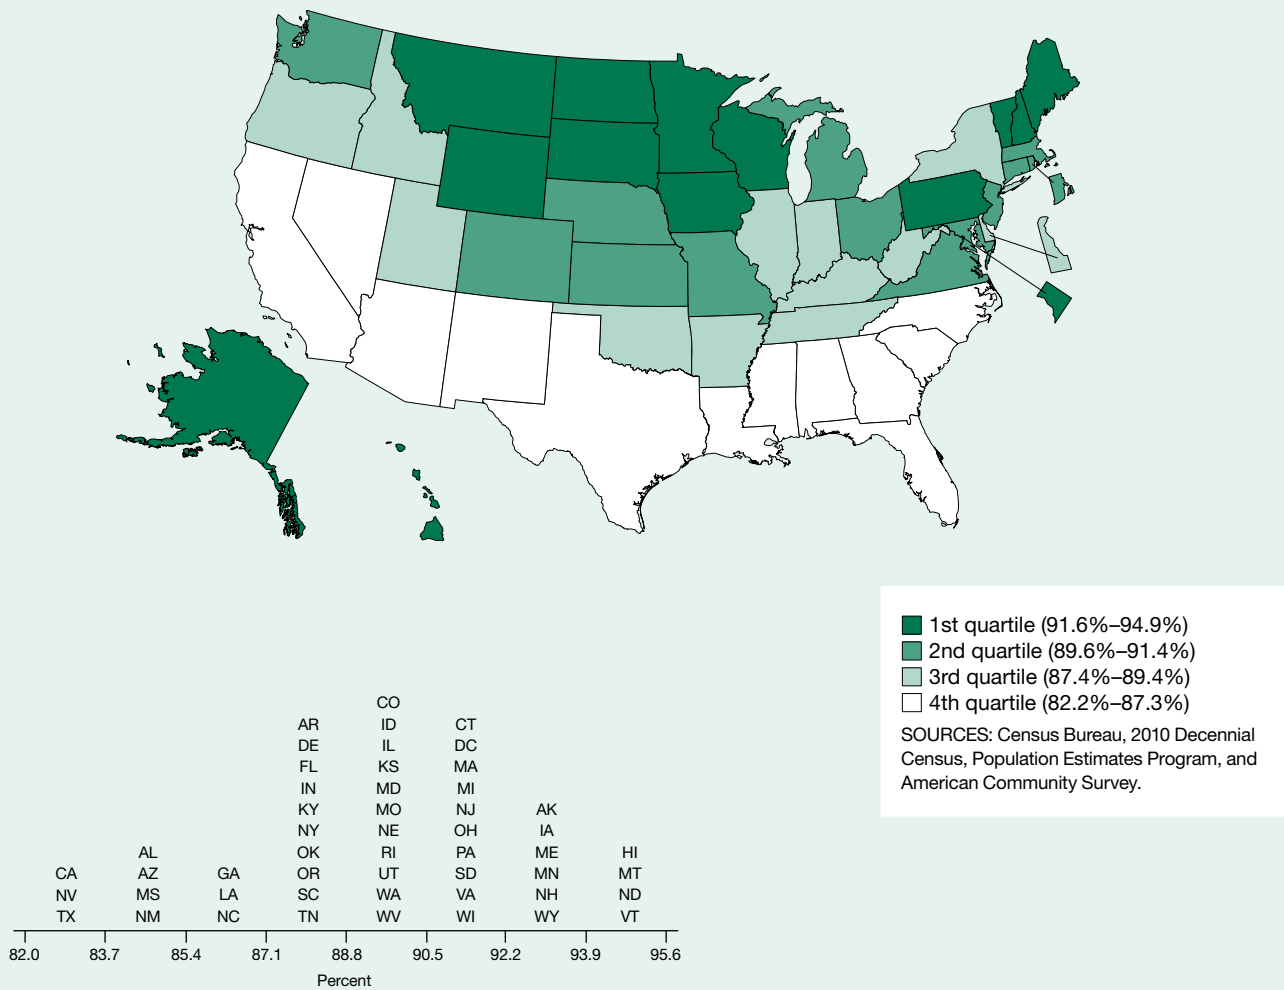 1st quartile (91.6%–94.9%)
2nd quartile (89.6%–91.4%)
3rd quartile (87.4%–89.4%)
4th quartile (82.2%–87.3%)
SOURCES: Census Bureau, 2010 Decennial
Census, Population Estimates Program, and
American Community Survey.
CO
AR ID CT
DE IL DC
FL KS MA
IN MD MI
KY MO NJ AK
NY NE OH IA
AL OK RI PA ME HI
CA AZ GA OR UT SD MN MT
NV MS LA SC WA VA NH ND
TX NM NC TN WV WI WY VT
82.0 83.7 85.4 87.1 88.8 90.5 92.2 93.9 95.6
Percent